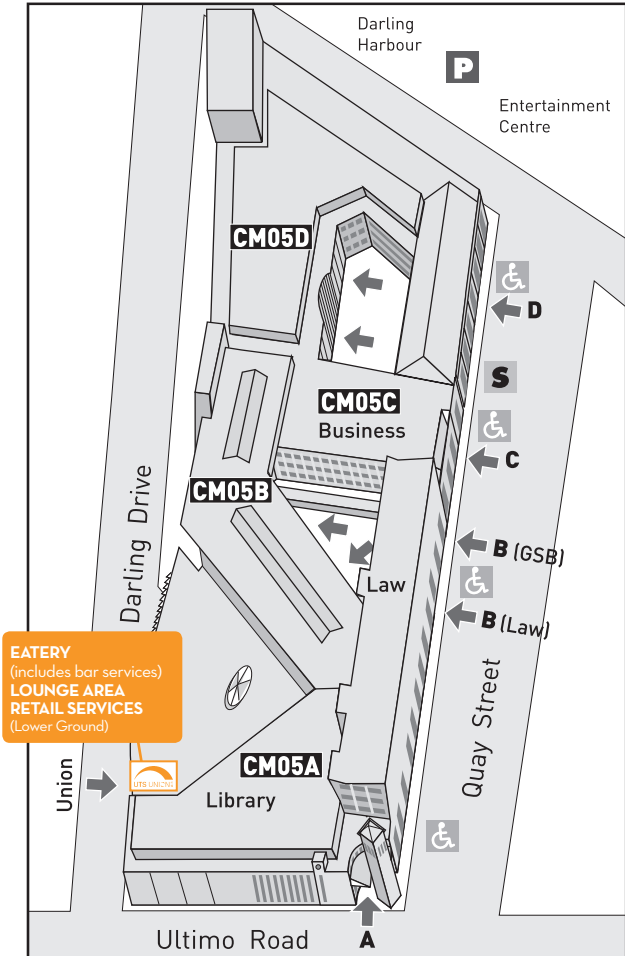 Darling
Harbour
P
Entertainment
Centre
CM05D
D
S
CM05C
Business
C
CM05B
B (GSB)
Law
B (Law)
Darling Drive
EATERY
(includes bar services)
LOUNGE AREA
RETAIL SERVICES
(Lower Ground)
Quay Street
CM05A
Union
UTS UNION
Library
Ultimo Road
A